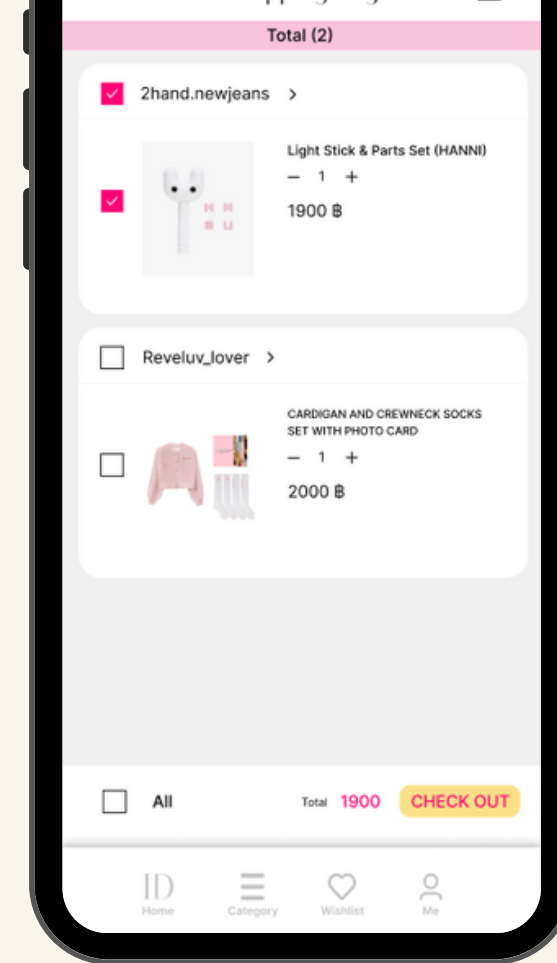 Total (2)
2hand.newjeans >
Light Stick & Parts Set (HANNI)
− 1 +
1900 ฿
Reveluv_lover >
CARDIGAN AND CREWNECK SOCKS
SET WITH PHOTO CARD
− 1 +
2000 ฿
All Total 1900 CHECK OUT
ID
Home Category Wishlist Me